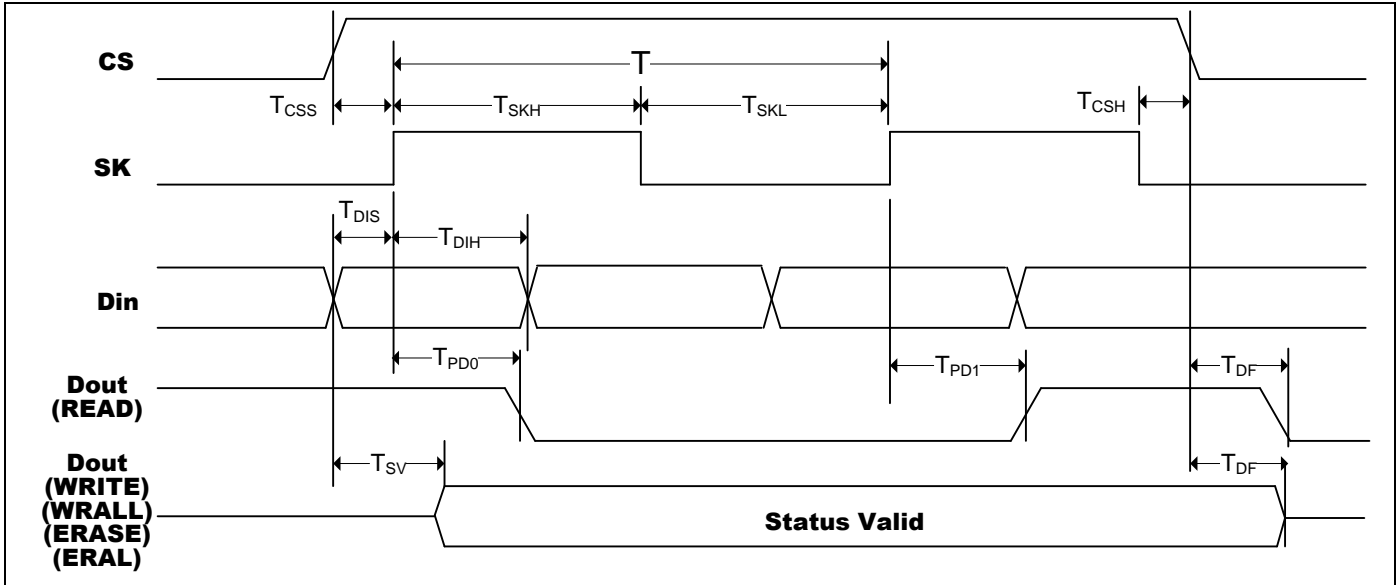 CS
T
TCSS
TSKH
TSKL
TCSH
SK
TDIS
TDIH
Din
TPD0
TPD1
TDF
Dout
(READ)
TSV
TDF
Dout
(WRITE)
(WRALL)
(ERASE)
(ERAL)
Status Valid